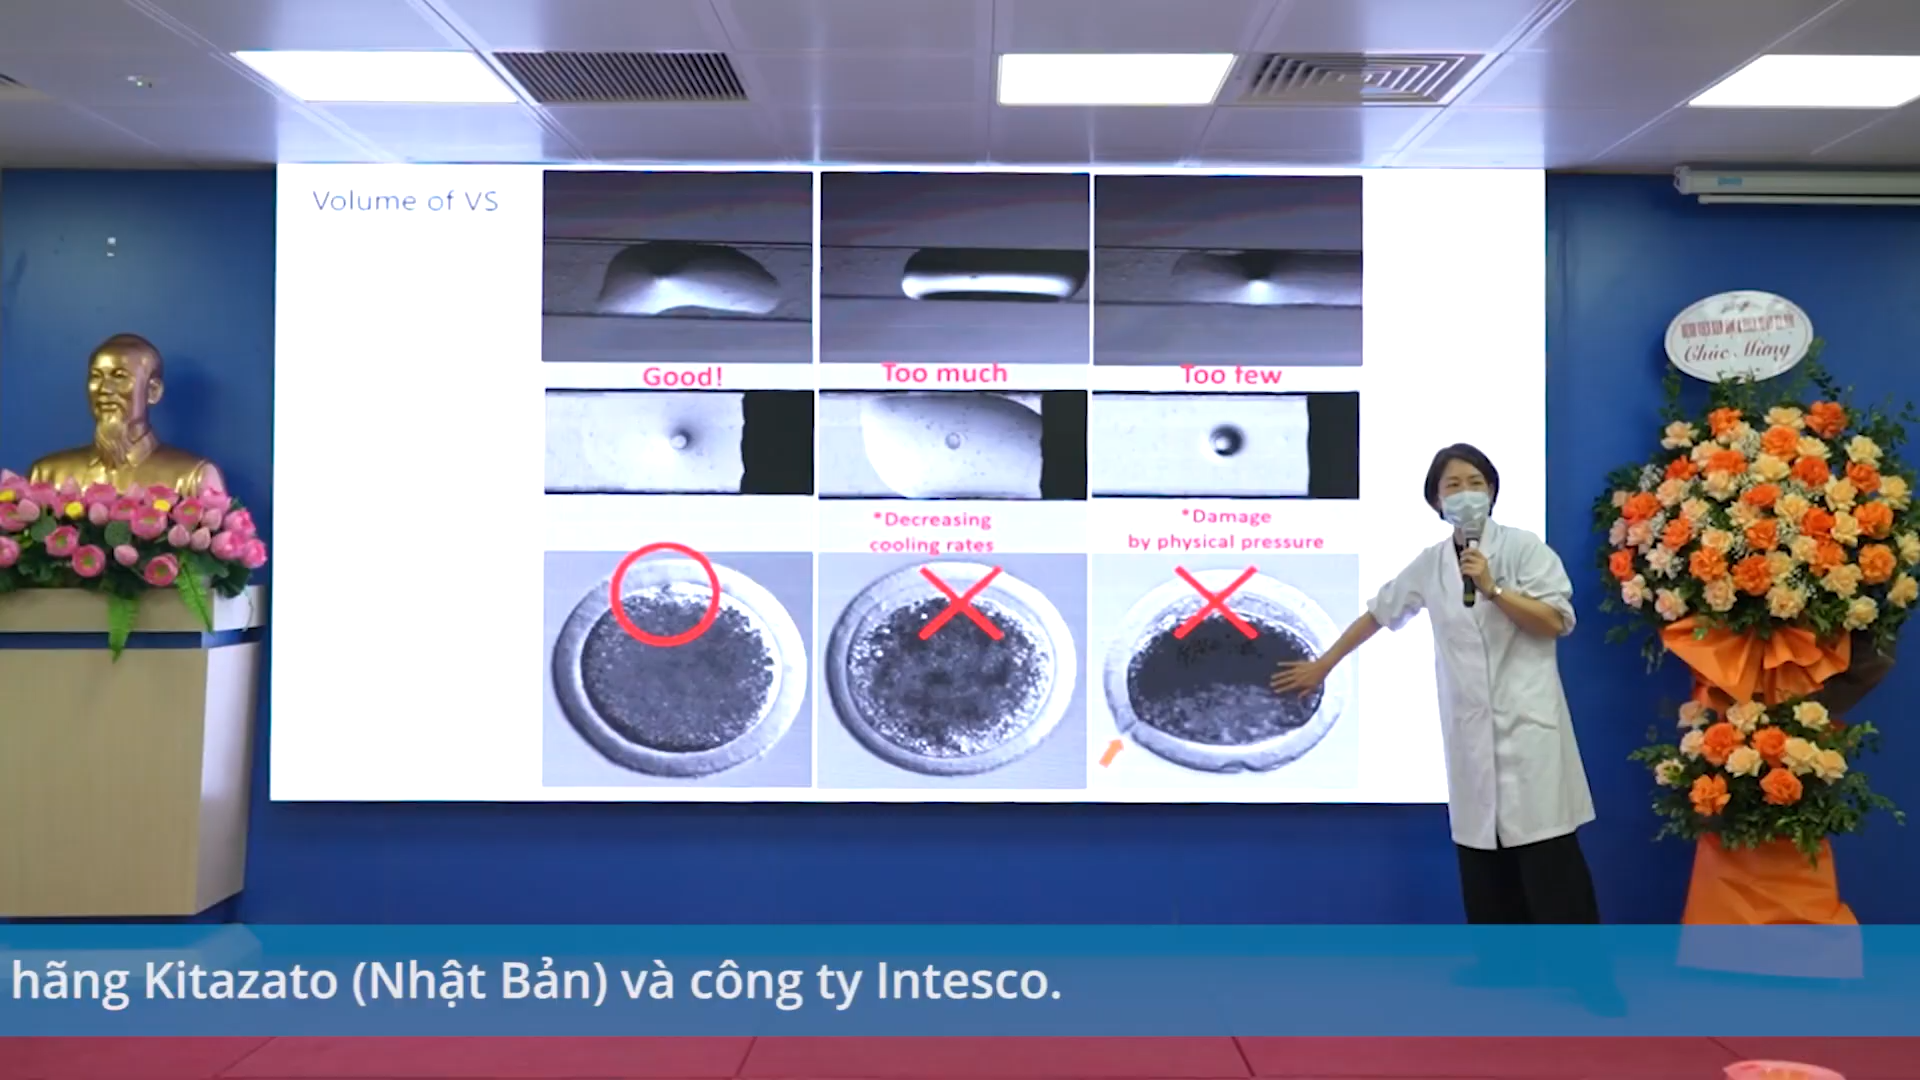 Volume of VS
Good!
Too much
Too few
*Decreasing
cooling rates
*Damage
by physical pressure
Chúc Mừng
hãng Kitazato (Nhật Bản) và công ty Intesco.